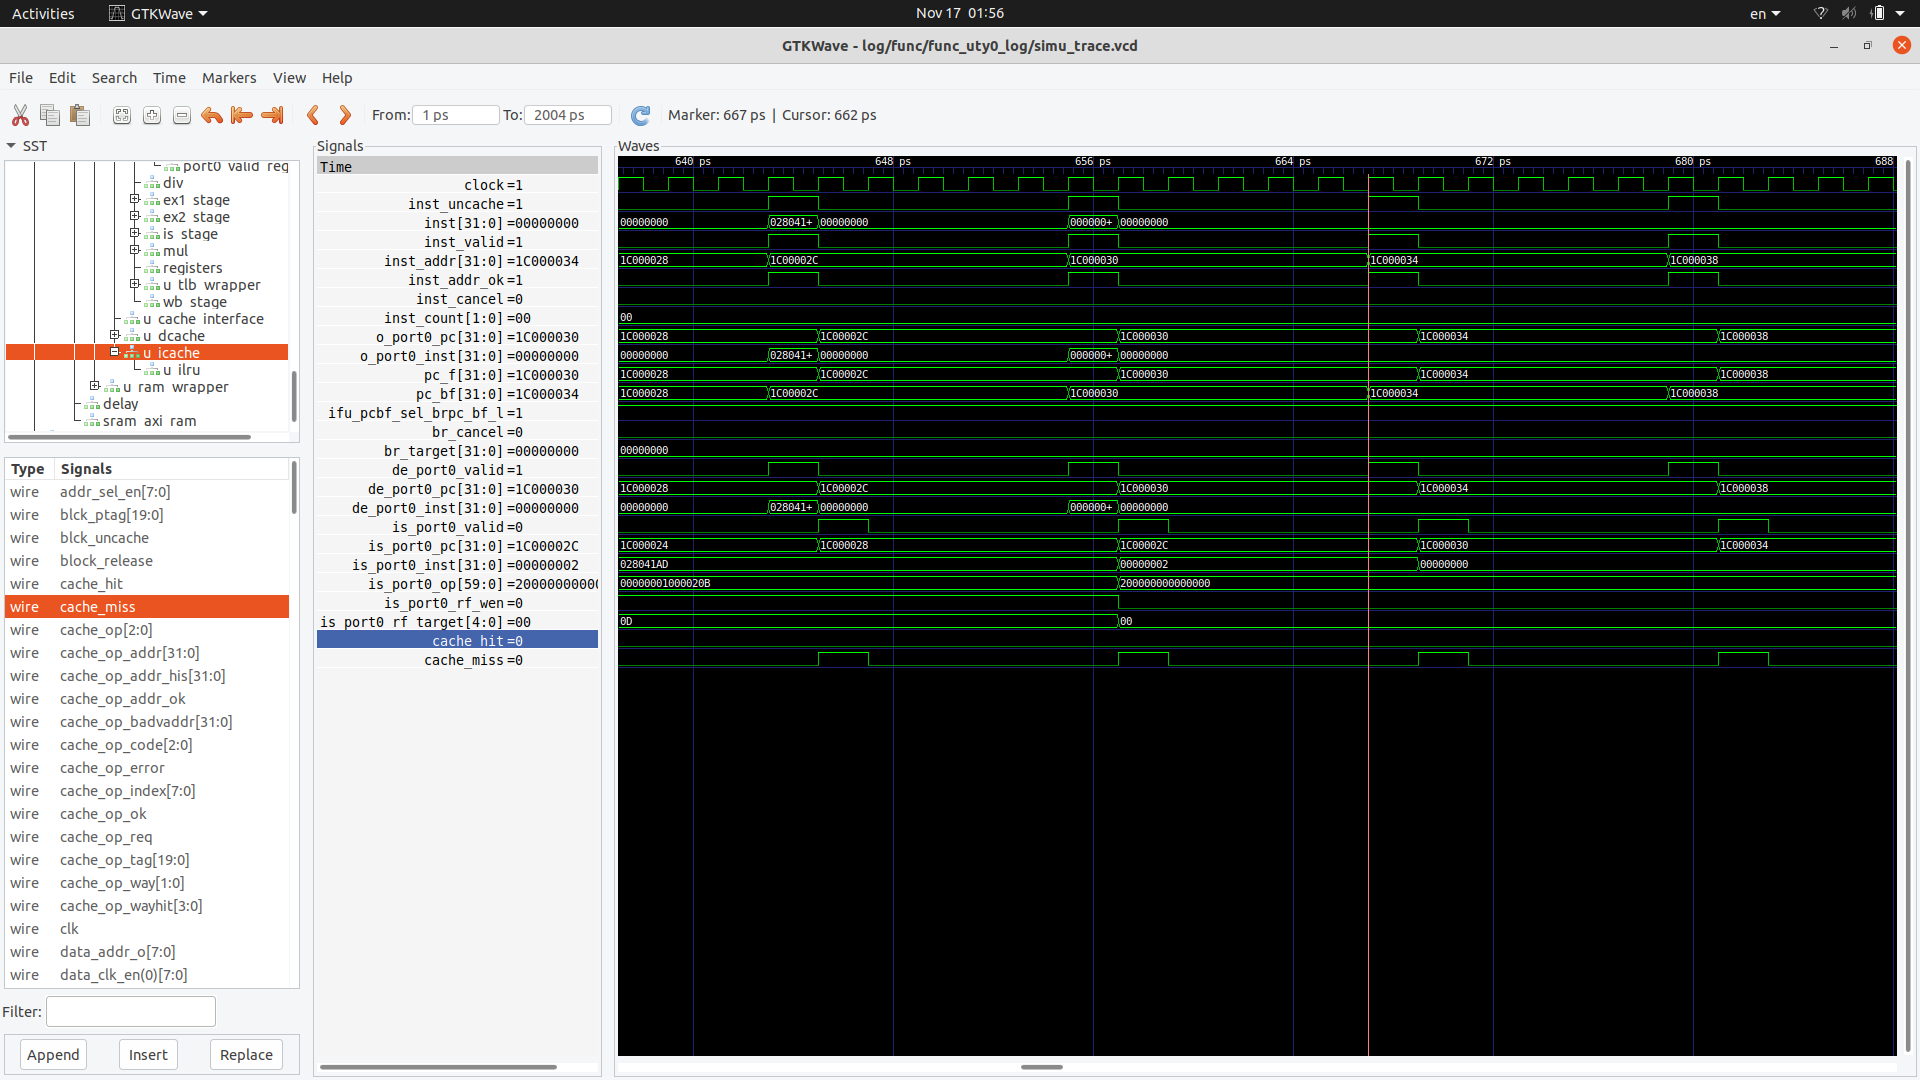 Activities GTKWave Nov 17 01:56 en
GTKWave - log/func/func_uty0_log/simu_trace.vcd
File Edit Search Time Markers View Help
From: 1 ps To: 2004 ps Marker: 667 ps | Cursor: 662 ps
SST
port0 valid reg
div
ex1 stage
ex2 stage
is stage
mul
registers
u tlb wrapper
wb stage
u cache interface
u dcache
u icache
u ilru
u ram wrapper
delay
sram axi ram
Type Signals
wire addr_sel_en[7:0]
wire blck_ptag[19:0]
wire blck_uncache
wire block_release
wire cache_hit
wire cache_miss
wire cache_op[2:0]
wire cache_op_addr[31:0]
wire cache_op_addr_his[31:0]
wire cache_op_addr_ok
wire cache_op_badvaddr[31:0]
wire cache_op_code[2:0]
wire cache_op_error
wire cache_op_index[7:0]
wire cache_op_ok
wire cache_op_req
wire cache_op_tag[19:0]
wire cache_op_way[1:0]
wire cache_op_wayhit[3:0]
wire clk
wire data_addr_o[7:0]
wire data_clk_en(0)[7:0]
Filter:
Append Insert Replace
Signals
Time
clock=1
inst_uncache=1
inst[31:0]=00000000
inst_valid=1
inst_addr[31:0]=1C000034
inst_addr_ok=1
inst_cancel=0
inst_count[1:0]=00
o_port0_pc[31:0]=1C000030
o_port0_inst[31:0]=00000000
pc_f[31:0]=1C000030
pc_bf[31:0]=1C000034
ifu_pcbf_sel_brpc_bf_l=1
br_cancel=0
br_target[31:0]=00000000
de_port0_valid=1
de_port0_pc[31:0]=1C000030
de_port0_inst[31:0]=00000000
is_port0_valid=0
is_port0_pc[31:0]=1C00002C
is_port0_inst[31:0]=00000002
is_port0_op[59:0]=20000000000
is_port0_rf_wen=0
is port0 rf target[4:0]=00
cache hit=0
cache_miss=0
Waves
640 ps 648 ps 656 ps 664 ps 672 ps 680 ps 688
00000000 028041+ 00000000 000000+ 00000000
1C000028 1C00002C 1C000030 1C000034 1C000038
00
1C000028 1C00002C 1C000030 1C000034 1C000038
00000000 028041+ 00000000 000000+ 00000000
1C000028 1C00002C 1C000030 1C000034 1C000038
1C000028 1C00002C 1C000030 1C000034 1C000038
00000000
1C000028 1C00002C 1C000030 1C000034 1C000038
00000000 028041+ 00000000 000000+ 00000000
1C000024 1C000028 1C00002C 1C000030 1C000034
028041AD 00000002 00000000
00000001000020B 200000000000000
0D 00